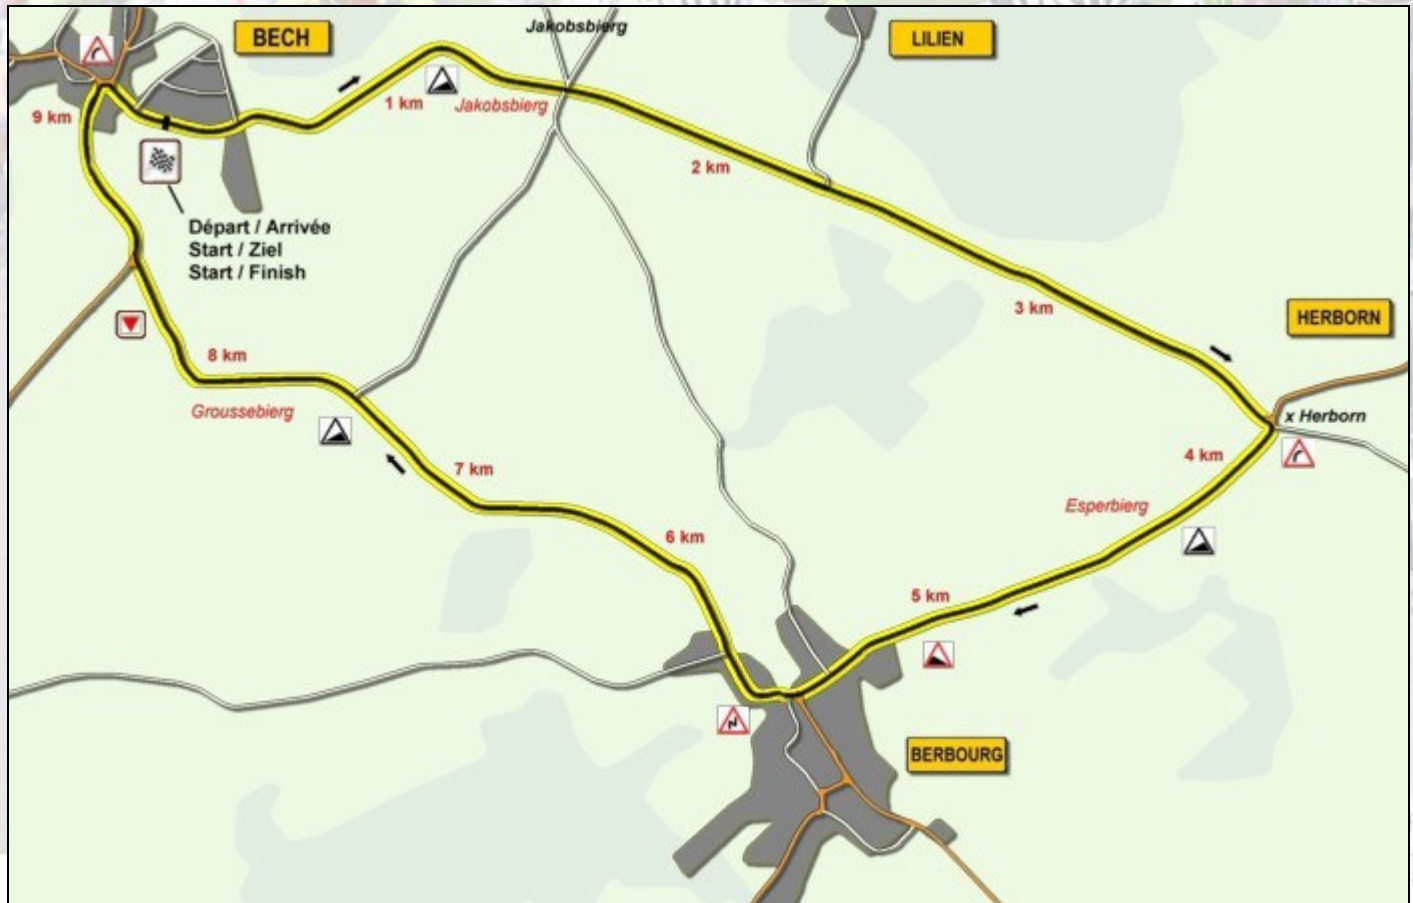 Jakobsbierg
BECH
LILIEN
9 km
1 km
Jakobsbierg
2 km
Départ / Arrivée
Start / Ziel
Start / Finish
3 km
HERBORN
8 km
Groussebierg
x Herborn
4 km
7 km
Esperbierg
6 km
5 km
BERBOURG